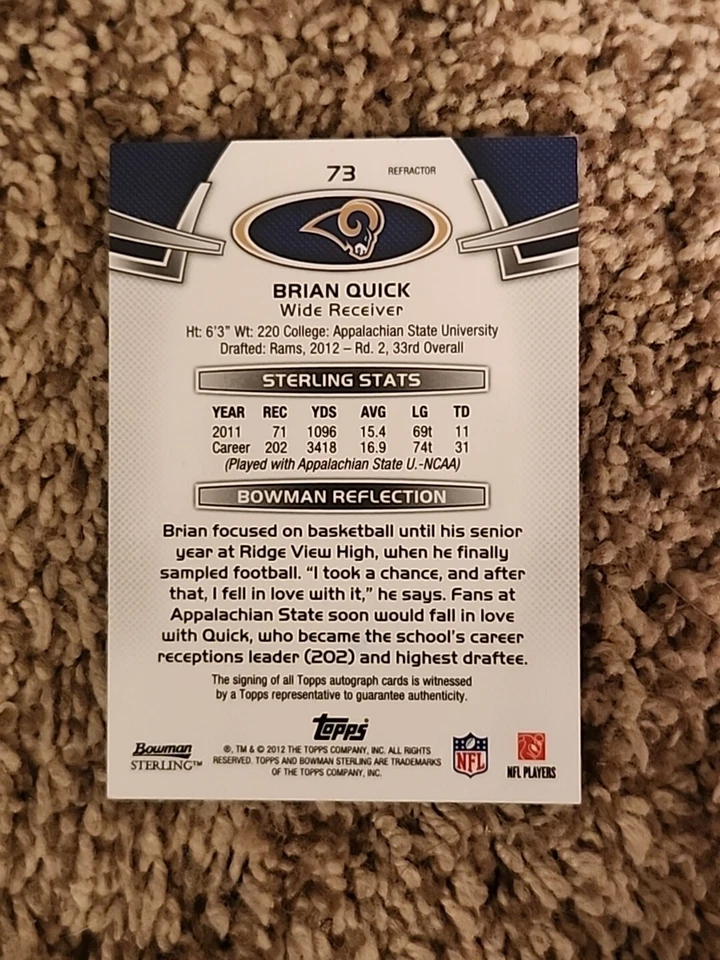 73 REFRACTOR
BRIAN QUICK
Wide Receiver
Ht: 6'3" Wt: 220 College: Appalachian State University
Drafted: Rams, 2012 – Rd. 2, 33rd Overall
STERLING STATS
YEAR REC YDS AVG LG TD
2011 71 1096 15.4 69t 11
Career 202 3418 16.9 74t 31
(Played with Appalachian State U.-NCAA)
BOWMAN REFLECTION
Brian focused on basketball until his senior
year at Ridge View High, when he finally
sampled football. "I took a chance, and after
that, I fell in love with it," he says. Fans at
Appalachian State soon would fall in love
with Quick, who became the school's career
receptions leader (202) and highest draftee.
The signing of all Topps autograph cards is witnessed
by a Topps representative to guarantee authenticity.
Topps
Bowman
STERLING™
®, TM & © 2012 THE TOPPS COMPANY, INC. ALL RIGHTS
RESERVED. TOPPS AND BOWMAN STERLING ARE TRADEMARKS
OF THE TOPPS COMPANY, INC.
NFL
NFL PLAYERS